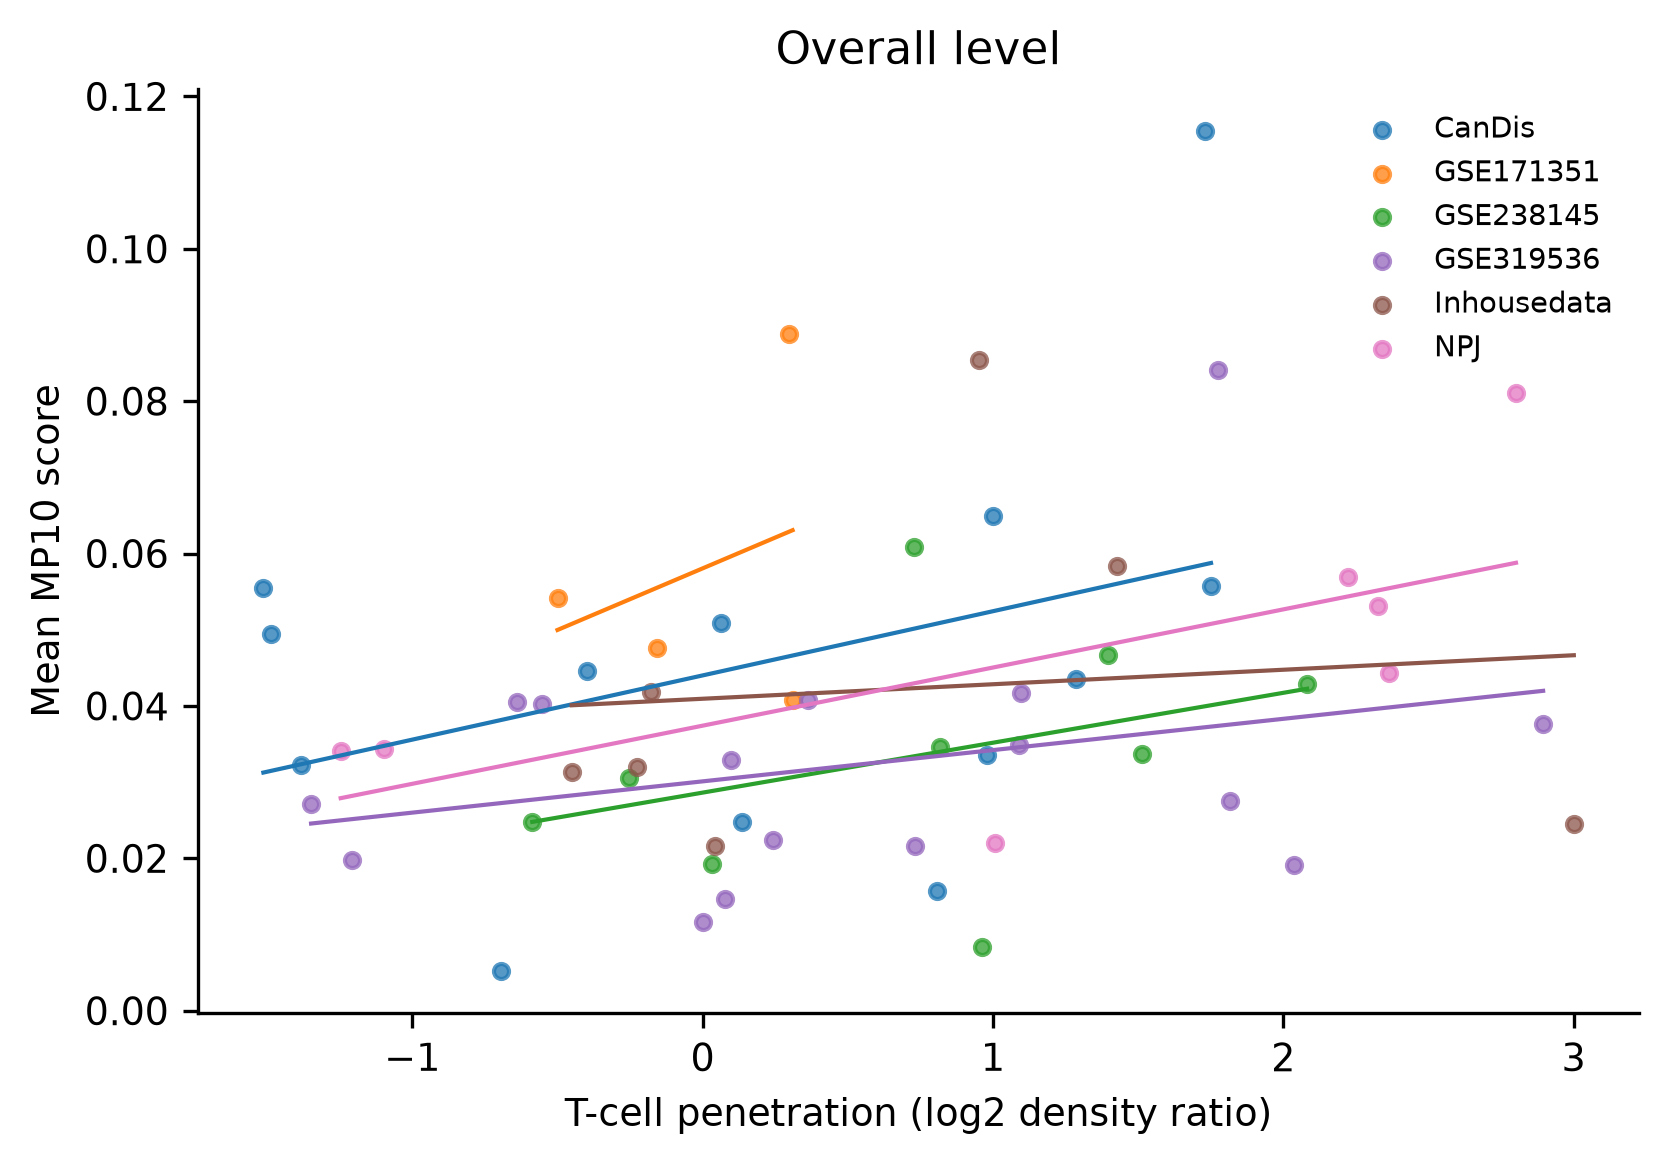 Overall level
0.12
0.10
0.08
0.06
0.04
0.02
0.00
Mean MP10 score
CanDis
GSE171351
GSE238145
GSE319536
Inhousedata
NPJ
−1
0
1
2
3
T-cell penetration (log2 density ratio)